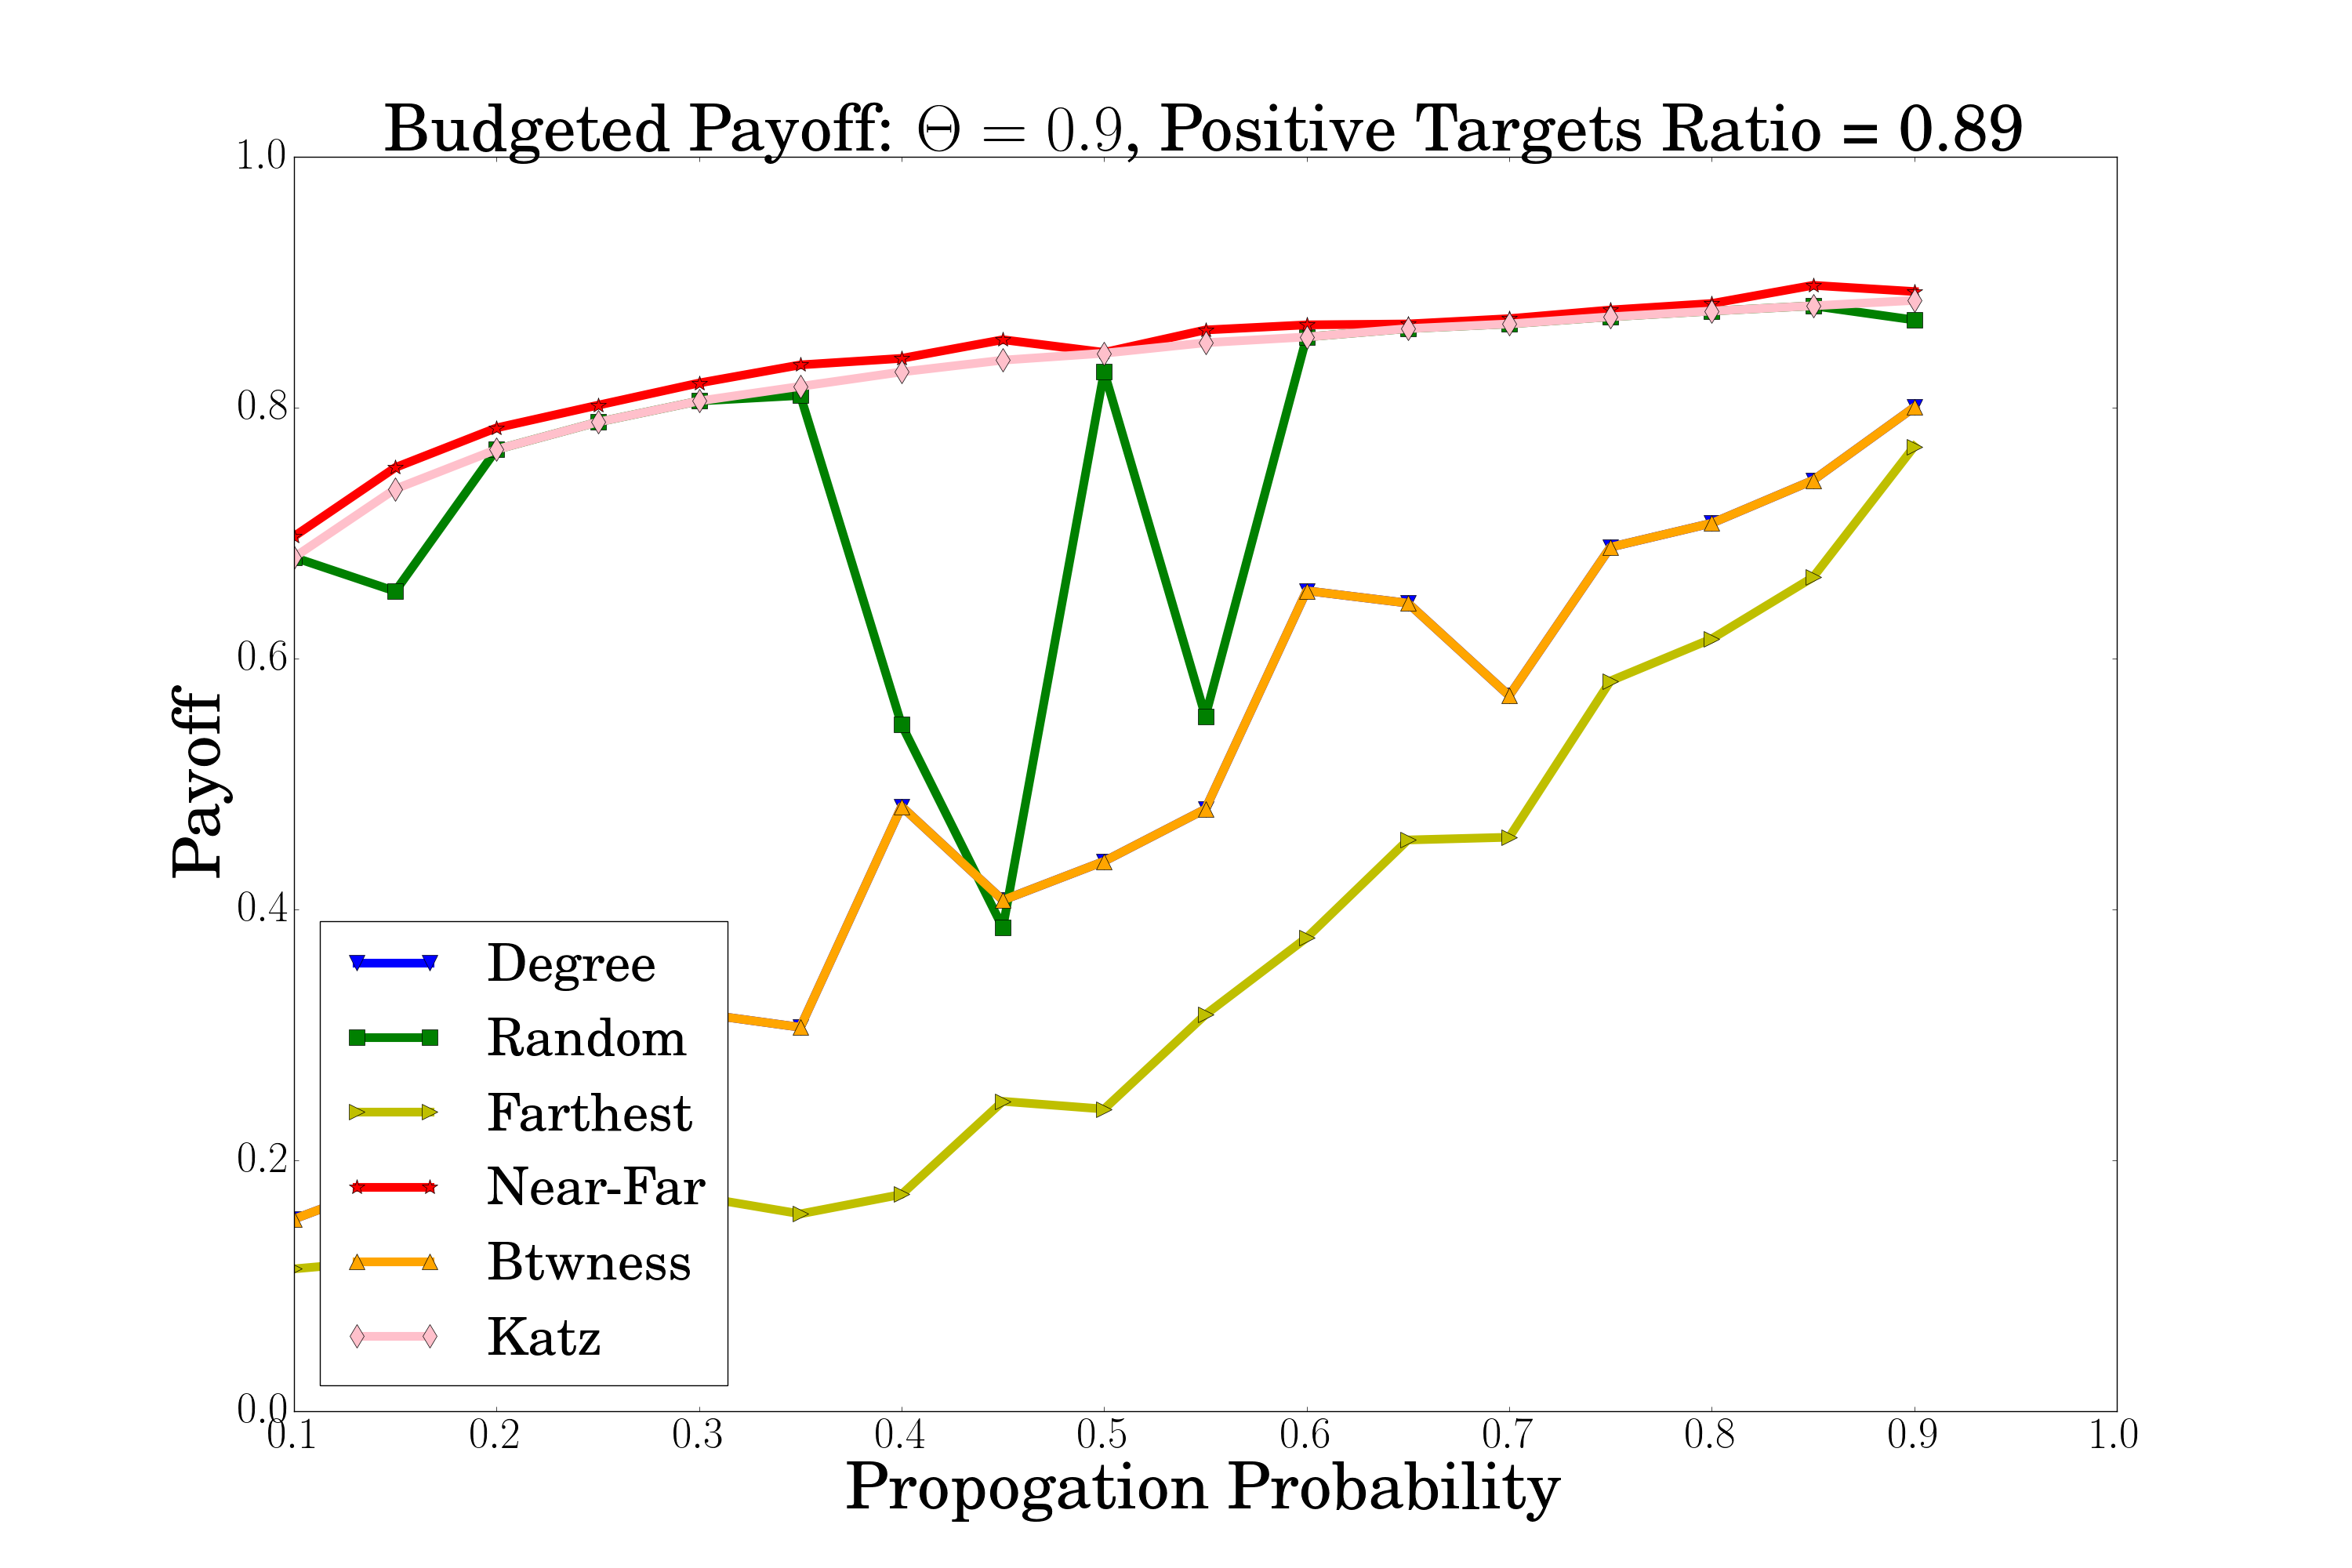 Budgeted Payoff: Θ = 0.9, Positive Targets Ratio = 0.89
1.0
0.8
0.6
0.4
0.2
0.0
Payoff
Degree
Random
Farthest
Near-Far
Btwness
Katz
0.1 0.2 0.3 0.4 0.5 0.6 0.7 0.8 0.9 1.0
Propogation Probability